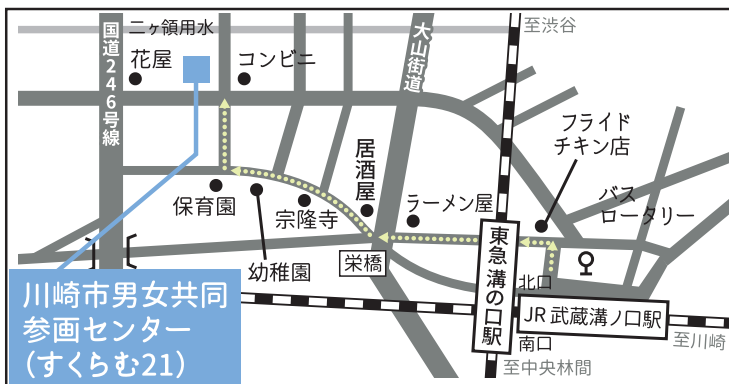 二ヶ領用水
花屋
コンビニ
国道246号線
大山街道
至渋谷
フライド
チキン店
バス
ロータリー
居酒屋
ラーメン屋
保育園
宗隆寺
幼稚園
栄橋
東急 溝の口駅
北口
JR 武蔵溝ノ口駅
南口
至川崎
至中央林間
川崎市男女共同
参画センター
（すくらむ21）